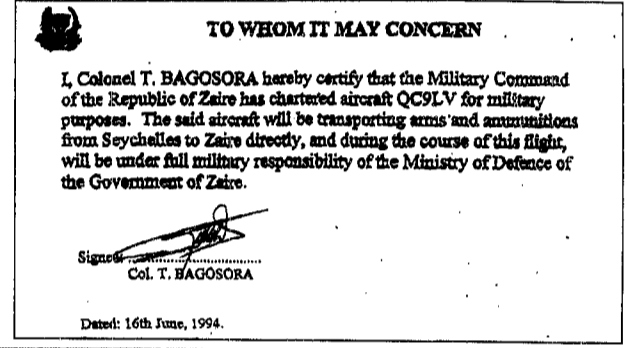 TO WHOM IT MAY CONCERN
I, Colonel T. BAGOSORA hereby certify that the Military Command
of the Republic of Zaire has chartered aircraft QC9LV for military
purposes. The said aircraft will be transporting arms and ammunitions
from Seychelles to Zaire directly, and during the course of this flight,
will be under full military responsibility of the Ministry of Defence of
the Government of Zaire.
Signed:..............................
Col. T. BAGOSORA
Dated: 16th June, 1994.